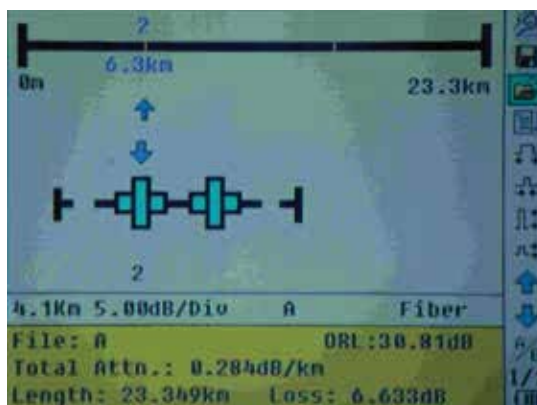 2
6.3km
0m
23.3km
2
4.1Km 5.00dB/Div A Fiber
File: A ORL:30.81dB
Total Attn.: 0.284dB/km
Length: 23.349km Loss: 6.633dB